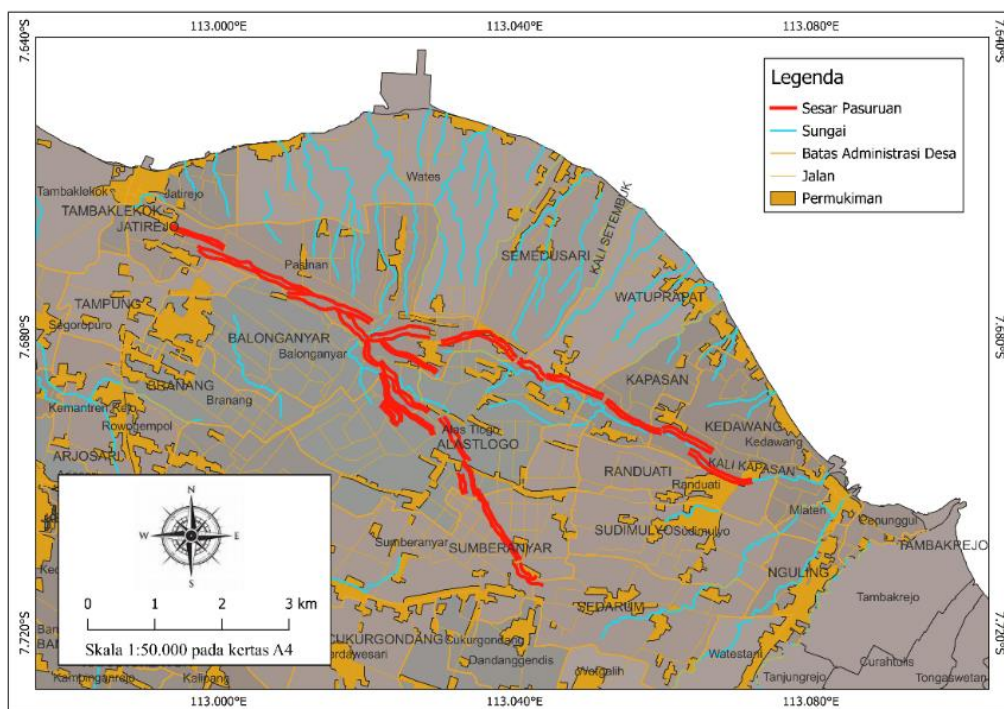 113.000°E
113.040°E
113.080°E
7.640°S
7.640°S
Legenda
Sesar Pasuruan
Sungai
Batas Administrasi Desa
Jalan
Permukiman
Tambaklekok
Jatirejo
Wates
TAMBAKLEKOK
JATIREJO
KALI SETEMBUK
SEMEDUSARI
Pasinan
WATUPRAPAT
TAMPUNG
Segoropuro
7.680°S
7.680°S
BALONGANYAR
Balonganyar
KAPASAN
BRANANG
Branang
Kemantren Rejo
Rowogempol
Alas Tlogo
ALASTLOGO
KEDAWANG
Kedawang
ARJOSARI
RANDUATI
KALI KAPASAN
Randuati
N
W
E
S
Mlaten
Penunggul
SUDIMULYO
Sudimulyo
TAMBAKREJO
Sumberanyar
SUMBERANYAR
NGULING
Tambakrejo
SEDARUM
0 1 2 3 km
Skala 1:50.000 pada kertas A4
7.720°S
7.720°S
CUKURGONDANG
Cukurgondang
Watestani
Dandanggendis
Wotgalih
Curahtulis
Kambinganrejo
Kalipang
Tanjungrejo
Tongaswetan
113.000°E
113.040°E
113.080°E